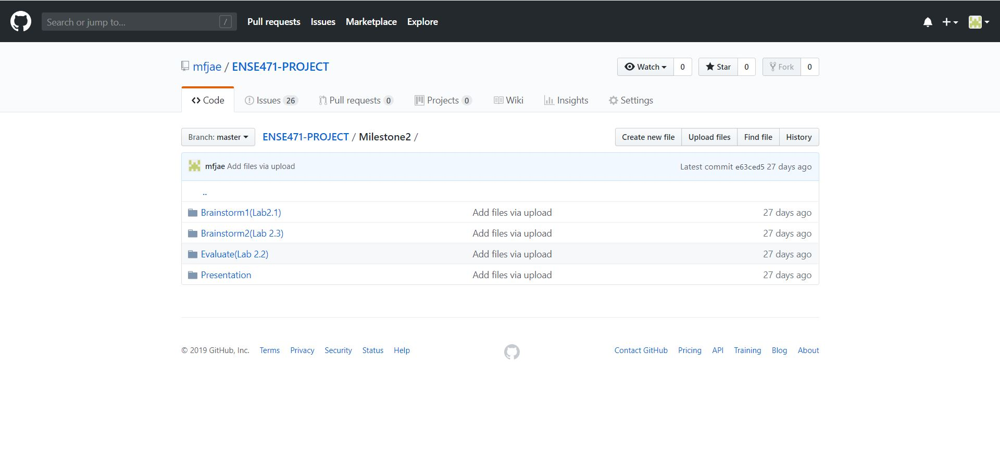 Search or jump to... / Pull requests Issues Marketplace Explore
mfjae / ENSE471-PROJECT Watch 0 Star 0 Fork 0
Code Issues 26 Pull requests 0 Projects 0 Wiki Insights Settings
Branch: master ENSE471-PROJECT / Milestone2 / Create new file Upload files Find file History
mfjae Add files via upload Latest commit e63ced5 27 days ago
..
Brainstorm1(Lab2.1) Add files via upload 27 days ago
Brainstorm2(Lab 2.3) Add files via upload 27 days ago
Evaluate(Lab 2.2) Add files via upload 27 days ago
Presentation Add files via upload 27 days ago
© 2019 GitHub, Inc. Terms Privacy Security Status Help Contact GitHub Pricing API Training Blog About